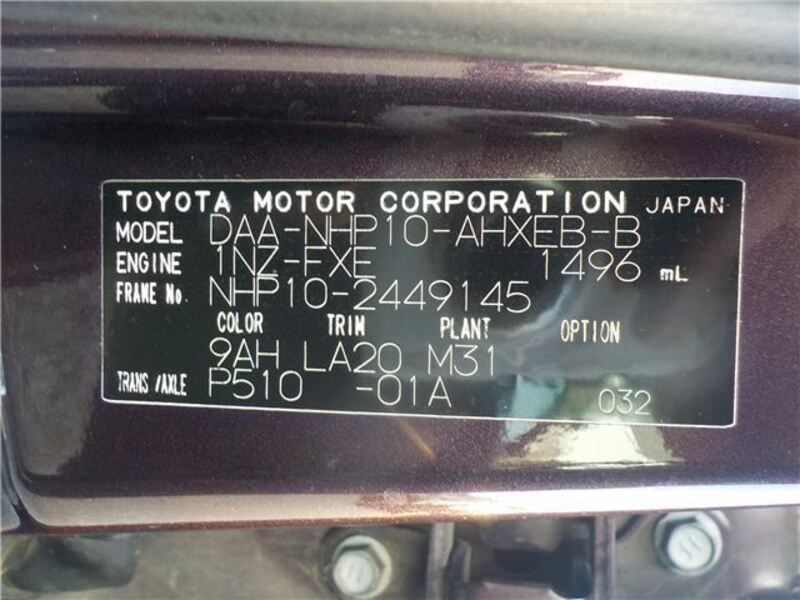 TOYOTA MOTOR CORPORATION JAPAN
MODEL DAA-NHP10-AHXEB-B
ENGINE 1NZ-FXE 1496 mL
FRAME No. NHP10-2449145
COLOR TRIM PLANT OPTION
9AH LA20 M31
TRANS/AXLE P510 -01A 032